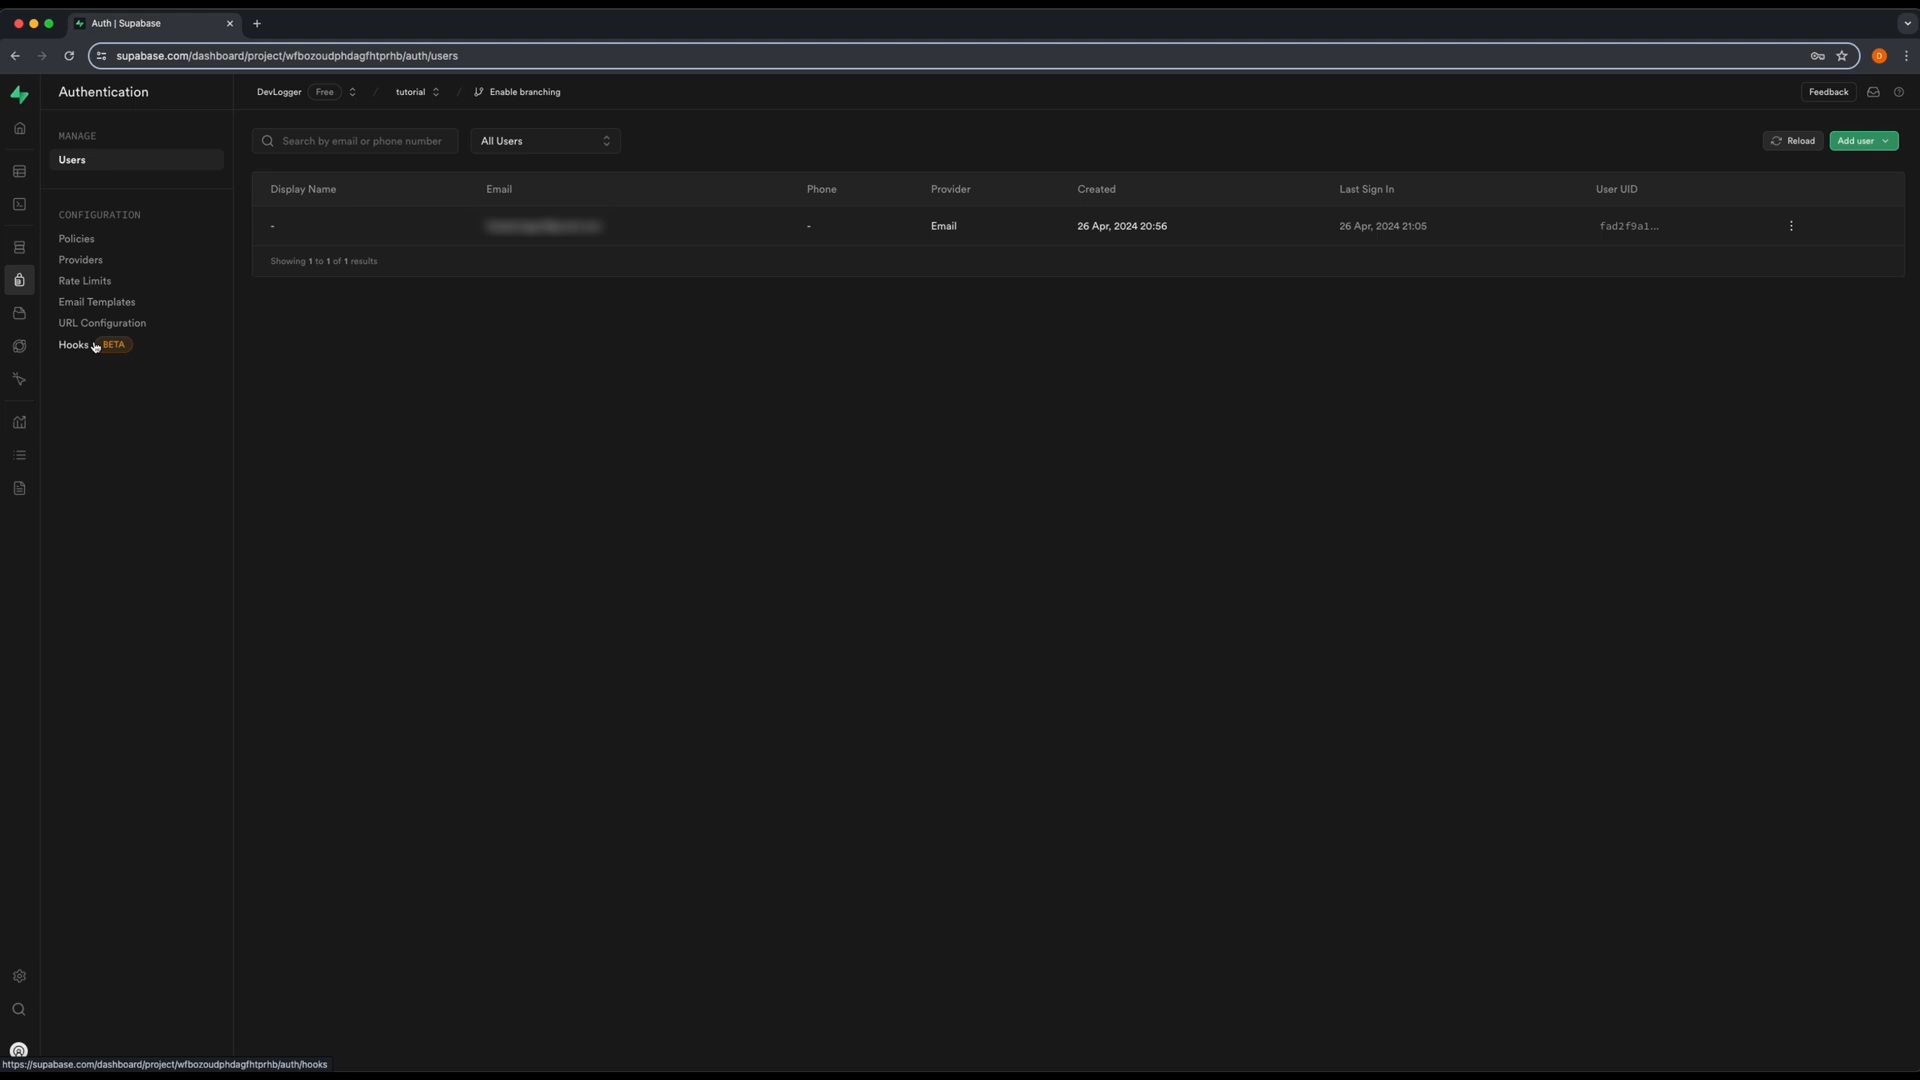 Auth | Supabase
supabase.com/dashboard/project/wfbozoudphdagfhtprhb/auth/users
D
Authentication
DevLogger Free / tutorial / Enable branching
Feedback
MANAGE
Users
CONFIGURATION
Policies
Providers
Rate Limits
Email Templates
URL Configuration
Hooks BETA
Search by email or phone number
All Users
Reload
Add user
Display Name Email Phone Provider Created Last Sign In User UID
- - Email 26 Apr, 2024 20:56 26 Apr, 2024 21:05 fad2f9a1...
Showing 1 to 1 of 1 results
https://supabase.com/dashboard/project/wfbozoudphdagfhtprhb/auth/hooks